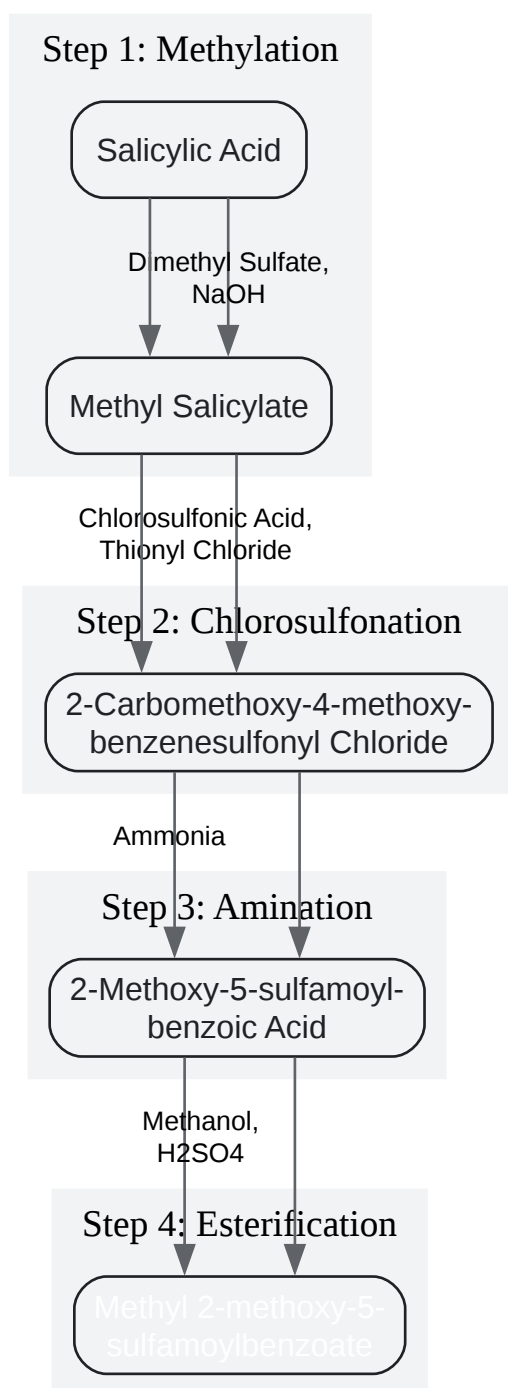 Step 1: Methylation
Salicylic Acid
Dimethyl Sulfate,
NaOH
Methyl Salicylate
Chlorosulfonic Acid,
Thionyl Chloride
Step 2: Chlorosulfonation
2-Carbomethoxy-4-methoxy-
benzenesulfonyl Chloride
Ammonia
Step 3: Amination
2-Methoxy-5-sulfamoyl-
benzoic Acid
Methanol,
H2SO4
Step 4: Esterification
Methyl 2-methoxy-5-
sulfamoylbenzoate